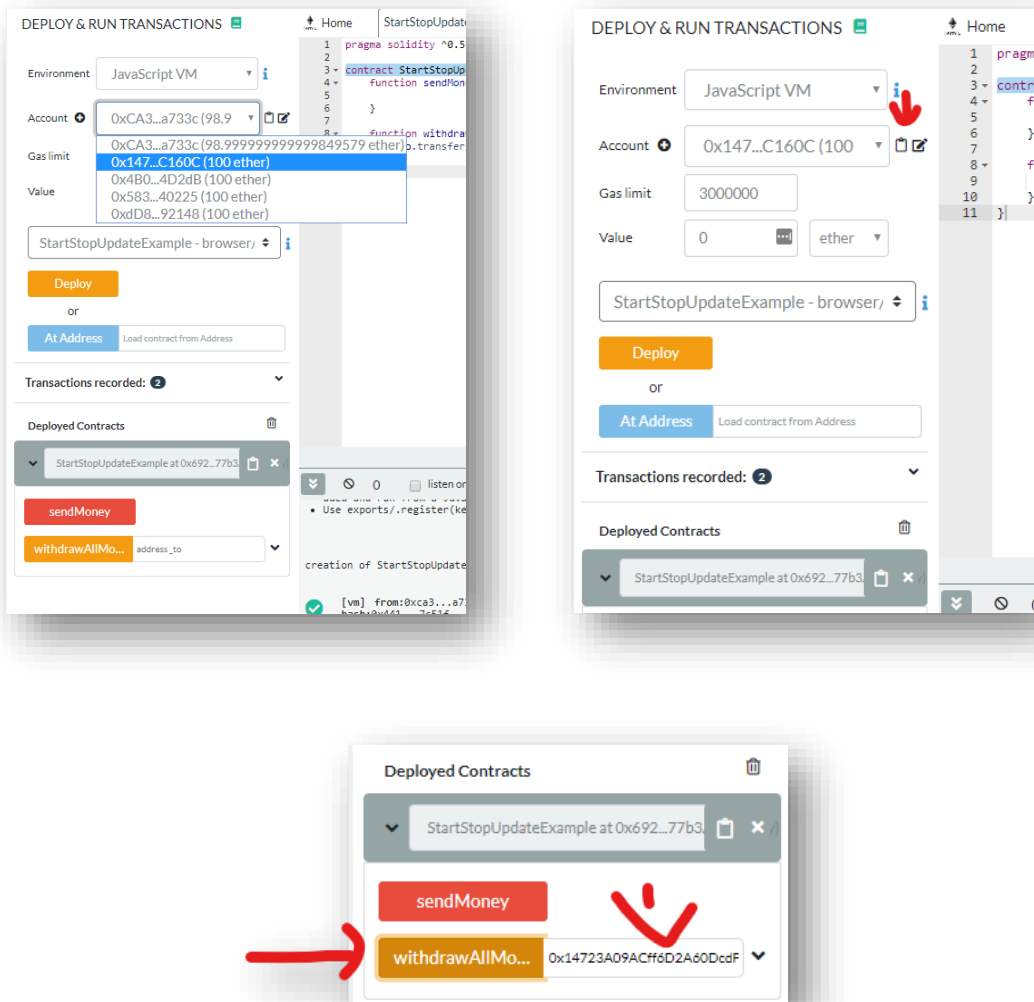 DEPLOY & RUN TRANSACTIONS
Environment JavaScript VM
Account 0xCA3...a733c (98.9
0xCA3...a733c (98.999999999999849579 ether)
0x147...C160C (100 ether)
0x4B0...4D2dB (100 ether)
0x583...40225 (100 ether)
0xdD8...92148 (100 ether)
Gas limit
Value
StartStopUpdateExample - browser/
Deploy
or
At Address Load contract from Address
Transactions recorded: 2
Deployed Contracts
StartStopUpdateExample at 0x692...77b3
sendMoney
withdrawAllMo... address _to
Home StartStopUpdate
1 pragma solidity ^0.5
2
3 contract StartStopUp
4 function sendMon
5
6 }
7
8 function withdraw
o.transfer
0 listen on
Use exports/.register(ke
creation of StartStopUpdate
[vm] from:0xca3...a7
DEPLOY & RUN TRANSACTIONS
Environment JavaScript VM
Account 0x147...C160C (100
Gas limit 3000000
Value 0 ether
StartStopUpdateExample - browser/
Deploy
or
At Address Load contract from Address
Transactions recorded: 2
Deployed Contracts
StartStopUpdateExample at 0x692...77b3
Home
1 pragm
2
3 contr
4 f
5
6 }
7
8 f
9
10 }
11 }
Deployed Contracts
StartStopUpdateExample at 0x692...77b3
sendMoney
withdrawAllMo... 0x14723A09ACff6D2A60DcdF